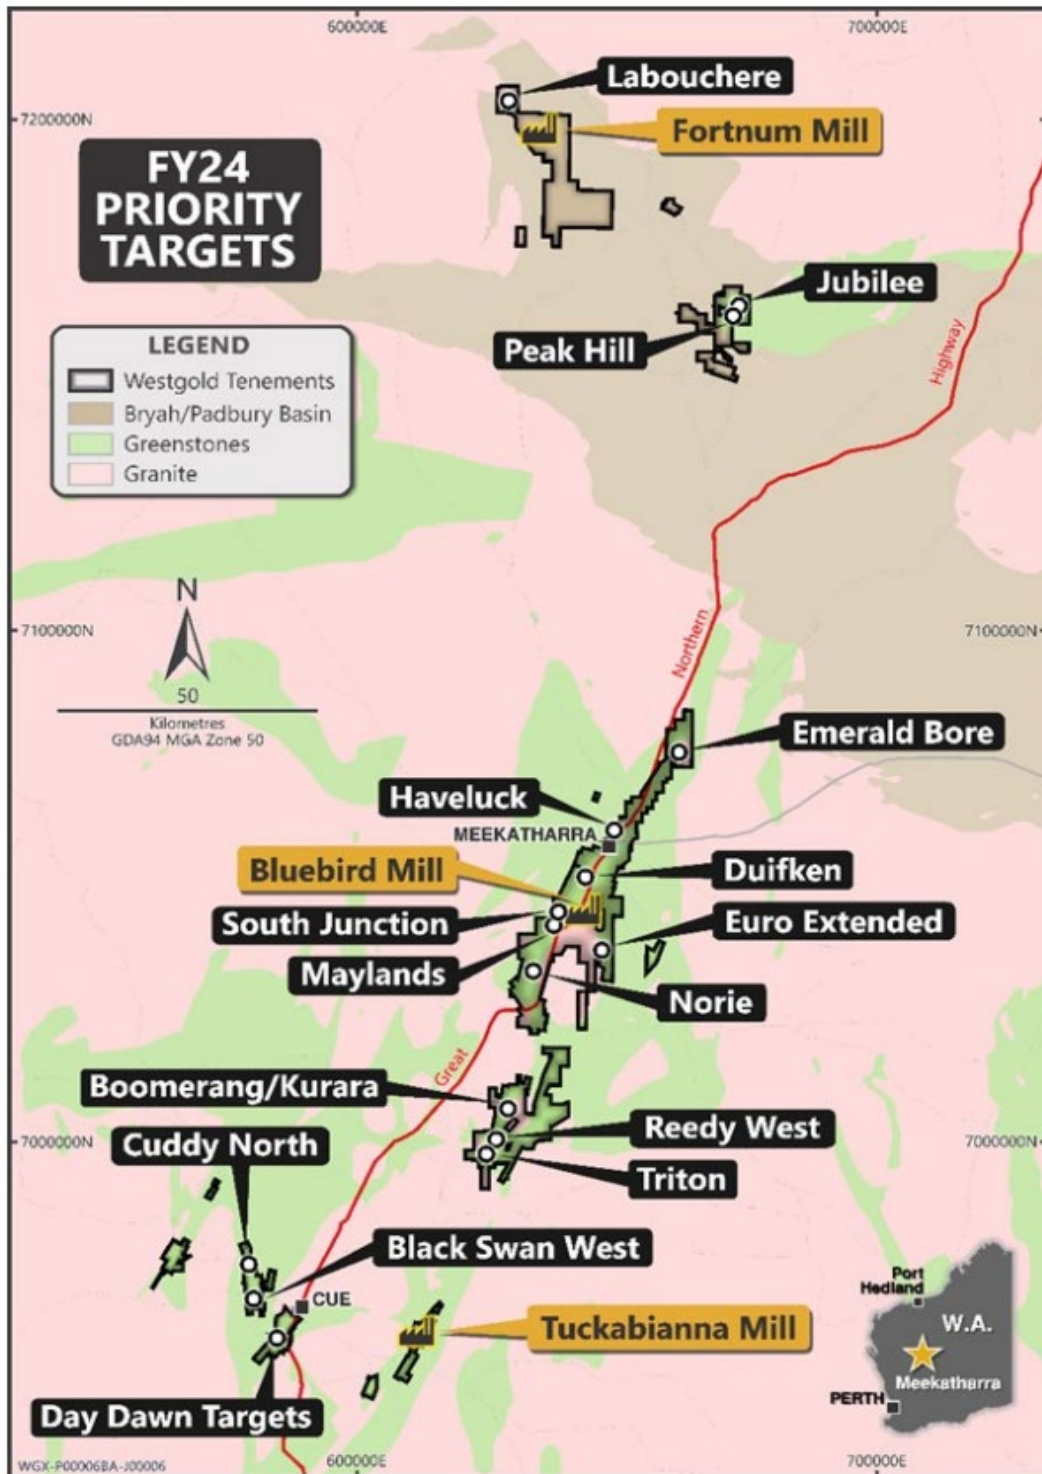 600000E
700000E
Labouchere
7200000N
Fortnum Mill
FY24
PRIORITY
TARGETS
Jubilee
Peak Hill
Highway
LEGEND
Westgold Tenements
Bryah/Padbury Basin
Greenstones
Granite
N
7100000N
7100000N
Northern
50
Kilometres
GDA94 MGA Zone 50
Emerald Bore
Haveluck
MEEKATHARRA
Bluebird Mill
Duifken
South Junction
Euro Extended
Maylands
Norie
Great
Boomerang/Kurara
Reedy West
Cuddy North
7000000N
7000000N
Triton
Black Swan West
CUE
Tuckabianna Mill
Port
Hedland
W.A.
Meekatharra
PERTH
Day Dawn Targets
WGX-P00006BA-J00006
600000E
700000E